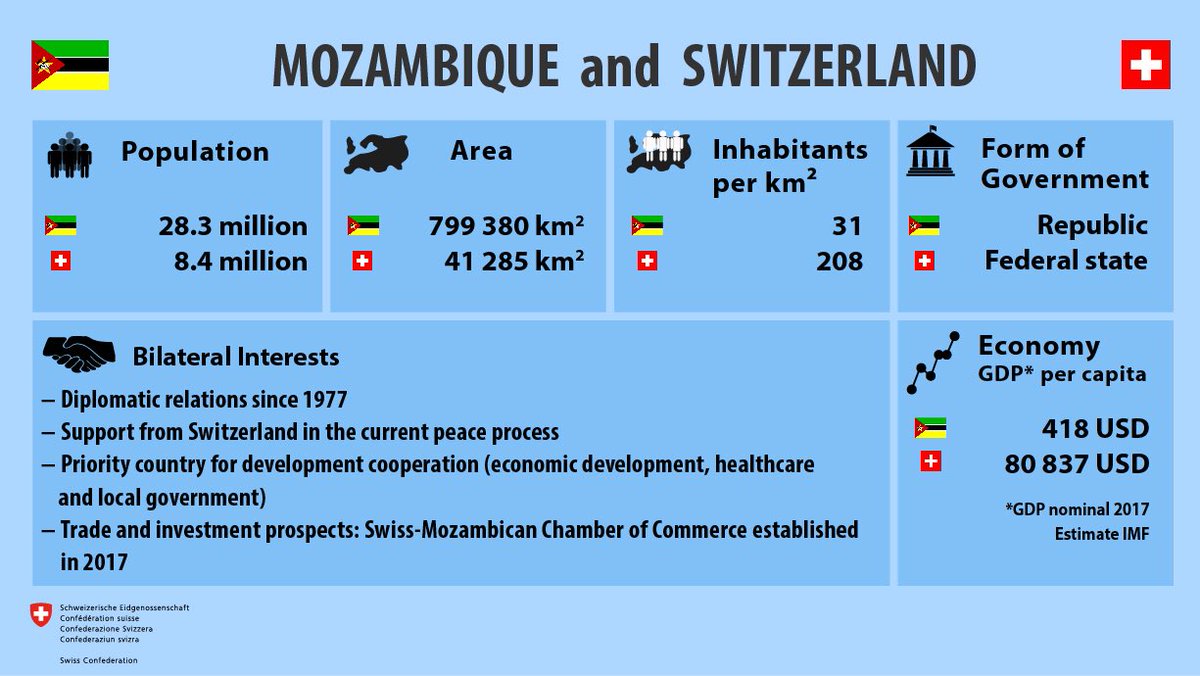 MOZAMBIQUE and SWITZERLAND
Population
28.3 million
8.4 million
Area
799 380 km²
41 285 km²
Inhabitants
per km²
31
208
Form of
Government
Republic
Federal state
Bilateral Interests
– Diplomatic relations since 1977
– Support from Switzerland in the current peace process
– Priority country for development cooperation (economic development, healthcare
and local government)
– Trade and investment prospects: Swiss-Mozambican Chamber of Commerce established
in 2017
Economy
GDP* per capita
418 USD
80 837 USD
*GDP nominal 2017
Estimate IMF
Schweizerische Eidgenossenschaft
Confédération suisse
Confederazione Svizzera
Confederaziun svizra
Swiss Confederation